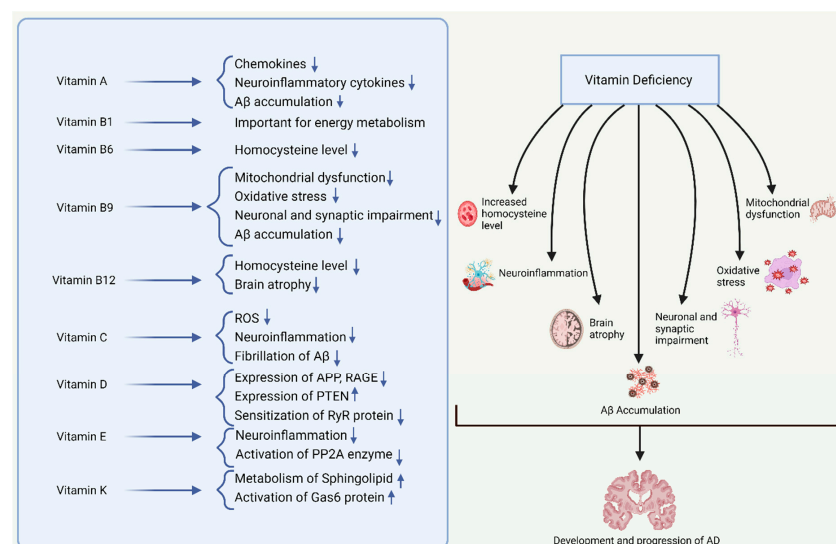 Vitamin A
Chemokines ↓
Neuroinflammatory cytokines ↓
Aβ accumulation ↓
Vitamin B1
Important for energy metabolism
Vitamin B6
Homocysteine level ↓
Vitamin B9
Mitochondrial dysfunction ↓
Oxidative stress ↓
Neuronal and synaptic impairment ↓
Aβ accumulation ↓
Vitamin B12
Homocysteine level ↓
Brain atrophy ↓
Vitamin C
ROS ↓
Neuroinflammation ↓
Fibrillation of Aβ ↓
Vitamin D
Expression of APP, RAGE ↓
Expression of PTEN ↑
Sensitization of RyR protein ↓
Vitamin E
Neuroinflammation ↓
Activation of PP2A enzyme ↓
Vitamin K
Metabolism of Sphingolipid ↑
Activation of Gas6 protein ↑
Vitamin Deficiency
Increased
homocysteine
level
Neuroinflammation
Brain
atrophy
Aβ Accumulation
Neuronal and
synaptic
impairment
Oxidative
stress
Mitochondrial
dysfunction
Development and progression of AD